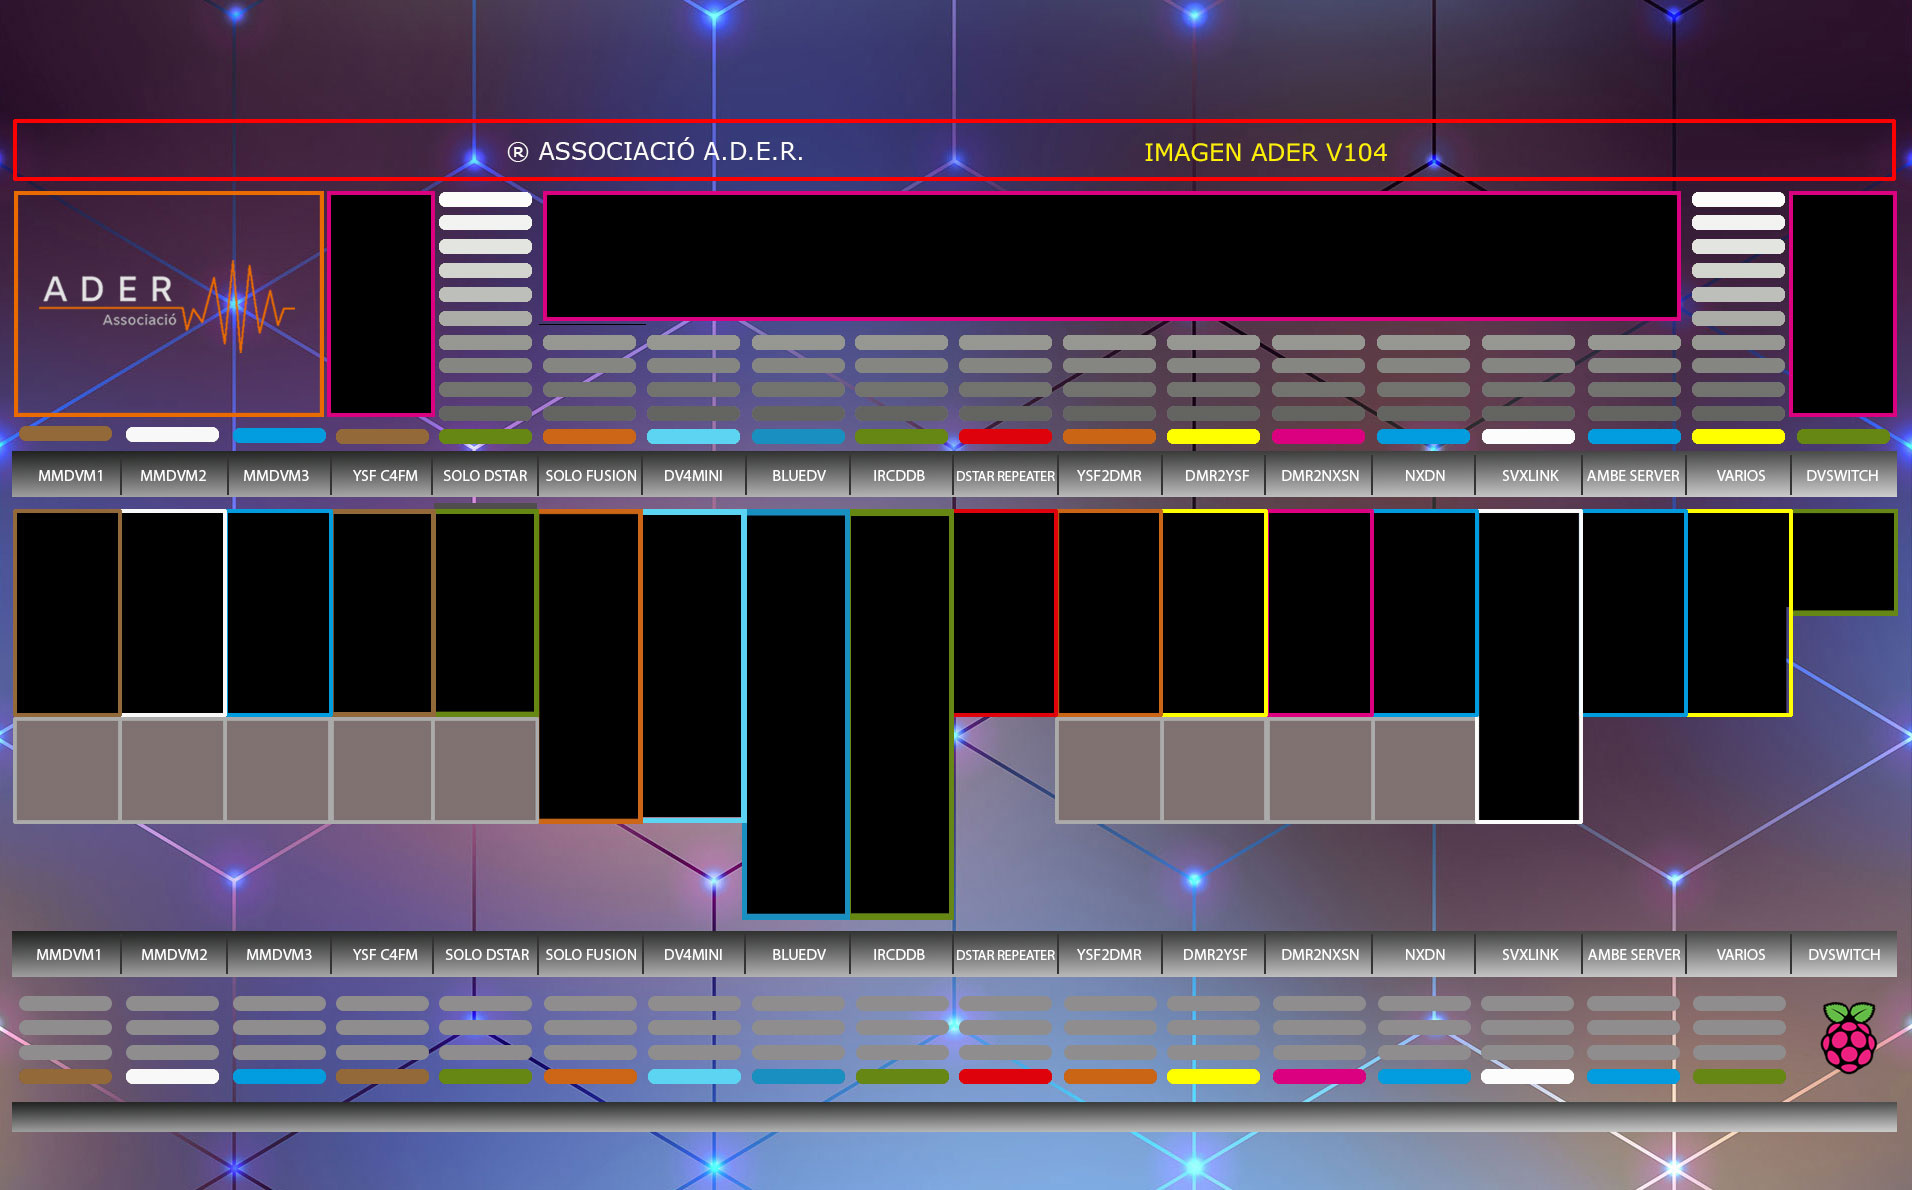 ® ASSOCIACIÓ A.D.E.R. IMAGEN ADER V104
ADER
Associació
MMDVM1 MMDVM2 MMDVM3 YSF C4FM SOLO DSTAR SOLO FUSION DV4MINI BLUEDV IRCDDB DSTAR REPEATER YSF2DMR DMR2YSF DMR2NXSN NXDN SVXLINK AMBE SERVER VARIOS DVSWITCH
MMDVM1 MMDVM2 MMDVM3 YSF C4FM SOLO DSTAR SOLO FUSION DV4MINI BLUEDV IRCDDB DSTAR REPEATER YSF2DMR DMR2YSF DMR2NXSN NXDN SVXLINK AMBE SERVER VARIOS DVSWITCH